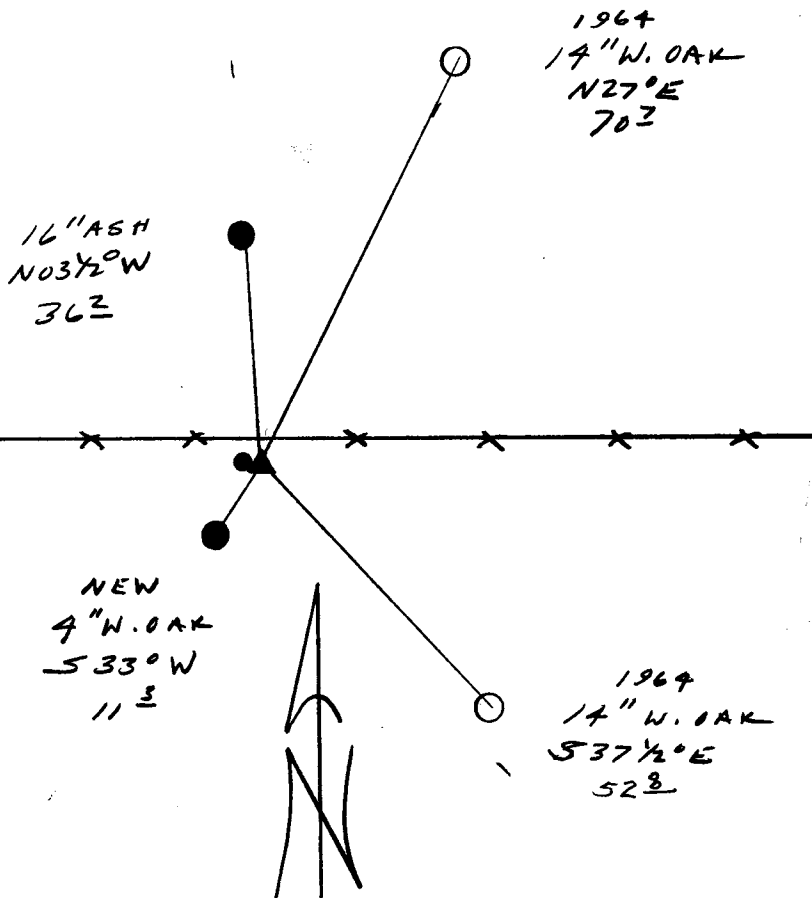 1964
14" W. OAK
N27°E
70 7
16" ASH
N03½°W
36 2
NEW
4" W. OAK
S33°W
11 3
1964
14" W. OAK
S37½°E
52 8
N